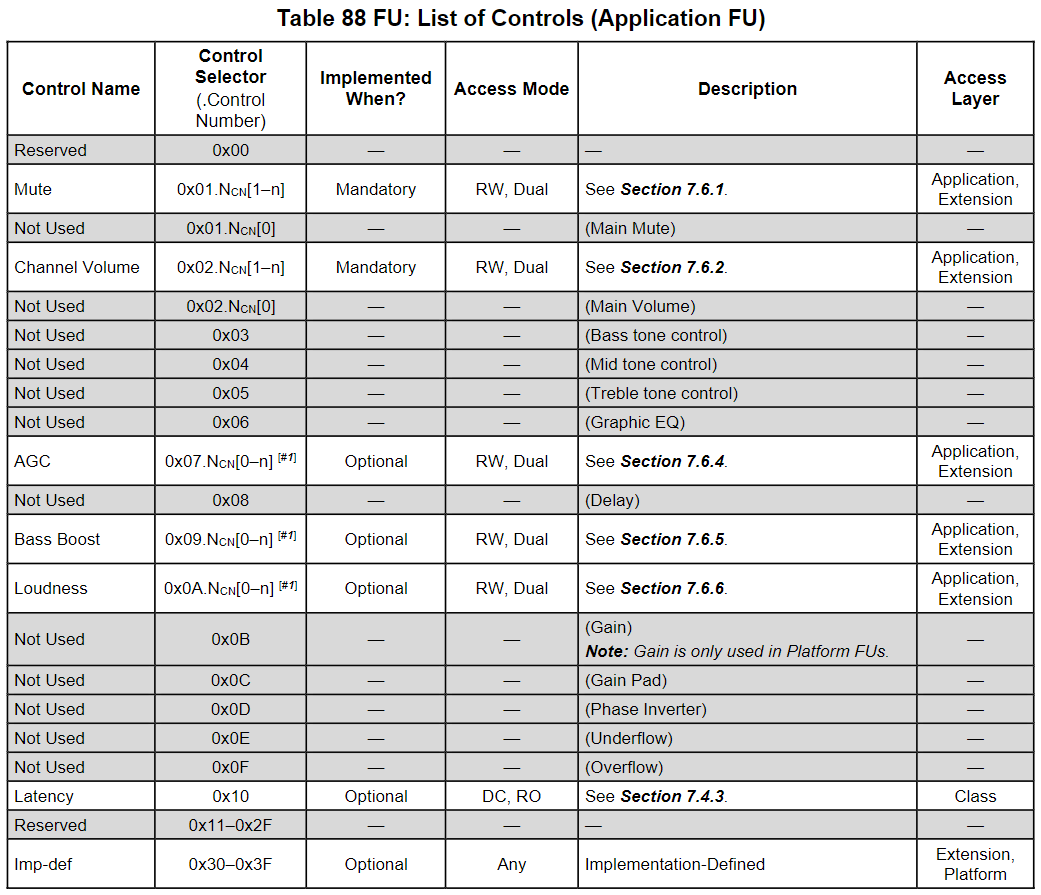 Table 88 FU: List of Controls (Application FU)
Control Name | Control Selector (.Control Number) | Implemented When? | Access Mode | Description | Access Layer
Reserved | 0x00 | — | — | — | —
Mute | 0x01.NCN[1–n] | Mandatory | RW, Dual | See Section 7.6.1. | Application, Extension
Not Used | 0x01.NCN[0] | — | — | (Main Mute) | —
Channel Volume | 0x02.NCN[1–n] | Mandatory | RW, Dual | See Section 7.6.2. | Application, Extension
Not Used | 0x02.NCN[0] | — | — | (Main Volume) | —
Not Used | 0x03 | — | — | (Bass tone control) | —
Not Used | 0x04 | — | — | (Mid tone control) | —
Not Used | 0x05 | — | — | (Treble tone control) | —
Not Used | 0x06 | — | — | (Graphic EQ) | —
AGC | 0x07.NCN[0–n] [#1] | Optional | RW, Dual | See Section 7.6.4. | Application, Extension
Not Used | 0x08 | — | — | (Delay) | —
Bass Boost | 0x09.NCN[0–n] [#1] | Optional | RW, Dual | See Section 7.6.5. | Application, Extension
Loudness | 0x0A.NCN[0–n] [#1] | Optional | RW, Dual | See Section 7.6.6. | Application, Extension
Not Used | 0x0B | — | — | (Gain) Note: Gain is only used in Platform FUs. | —
Not Used | 0x0C | — | — | (Gain Pad) | —
Not Used | 0x0D | — | — | (Phase Inverter) | —
Not Used | 0x0E | — | — | (Underflow) | —
Not Used | 0x0F | — | — | (Overflow) | —
Latency | 0x10 | Optional | DC, RO | See Section 7.4.3. | Class
Reserved | 0x11–0x2F | — | — | — | —
Imp-def | 0x30–0x3F | Optional | Any | Implementation-Defined | Extension, Platform